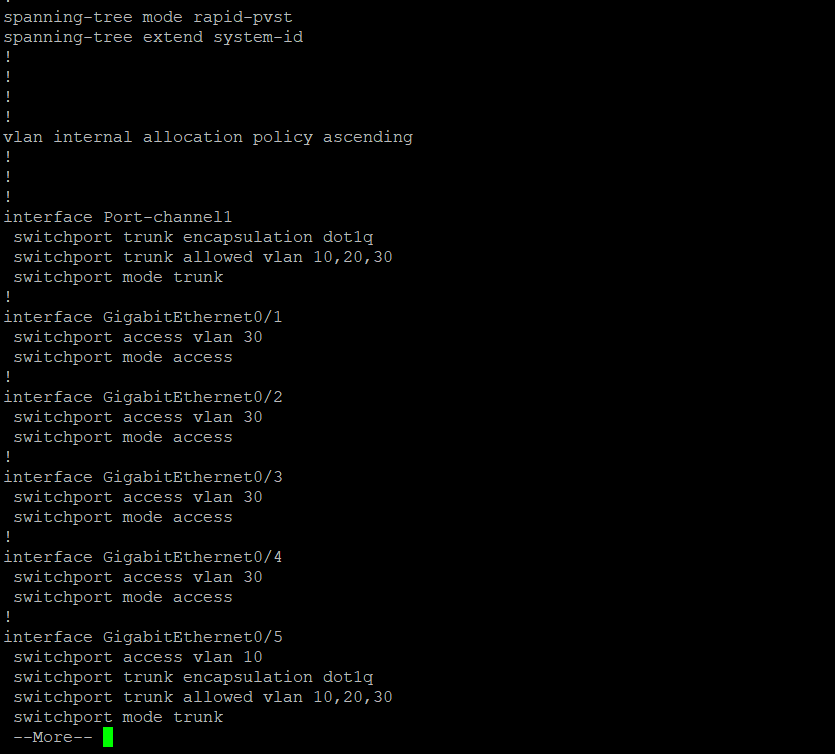 !
spanning-tree mode rapid-pvst
spanning-tree extend system-id
!
!
!
!
vlan internal allocation policy ascending
!
!
!
interface Port-channel1
 switchport trunk encapsulation dot1q
 switchport trunk allowed vlan 10,20,30
 switchport mode trunk
!
interface GigabitEthernet0/1
 switchport access vlan 30
 switchport mode access
!
interface GigabitEthernet0/2
 switchport access vlan 30
 switchport mode access
!
interface GigabitEthernet0/3
 switchport access vlan 30
 switchport mode access
!
interface GigabitEthernet0/4
 switchport access vlan 30
 switchport mode access
!
interface GigabitEthernet0/5
 switchport access vlan 10
 switchport trunk encapsulation dot1q
 switchport trunk allowed vlan 10,20,30
 switchport mode trunk
 --More--